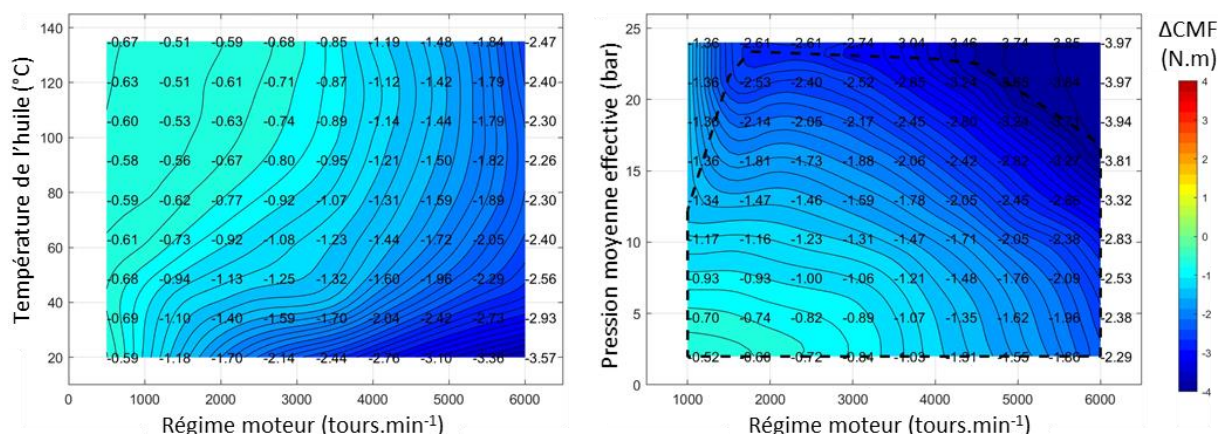 Température de l'huile (°C)
140
120
100
80
60
40
20
-0.67 -0.51 -0.59 -0.68 -0.85 -1.19 -1.48 -1.84 -2.47
-0.63 -0.51 -0.61 -0.71 -0.87 -1.12 -1.42 -1.79 -2.40
-0.60 -0.53 -0.63 -0.74 -0.89 -1.14 -1.44 -1.79 -2.30
-0.58 -0.56 -0.67 -0.80 -0.95 -1.21 -1.50 -1.82 -2.26
-0.59 -0.62 -0.77 -0.92 -1.07 -1.31 -1.59 -1.89 -2.30
-0.61 -0.73 -0.92 -1.08 -1.23 -1.44 -1.72 -2.05 -2.40
-0.68 -0.94 -1.13 -1.25 -1.32 -1.60 -1.96 -2.29 -2.56
-0.69 -1.10 -1.40 -1.59 -1.70 -2.04 -2.42 -2.73 -2.93
-0.59 -1.18 -1.70 -2.14 -2.44 -2.76 -3.10 -3.36 -3.57
0 1000 2000 3000 4000 5000 6000
Régime moteur (tours.min-1)
Pression moyenne effective (bar)
25
20
15
10
5
0
-1.36 -2.61 -2.61 -2.74 -3.04 -3.46 -3.97
-1.36 -2.53 -2.40 -2.52 -2.85 -3.24 -3.97
-1.36 -2.14 -2.05 -2.17 -2.45 -2.80 -3.94
-1.36 -1.81 -1.73 -1.88 -2.06 -2.42 -2.82 -3.81
-1.34 -1.47 -1.46 -1.59 -1.78 -2.05 -2.45 -3.32
-1.17 -1.16 -1.23 -1.31 -1.47 -1.71 -2.05 -2.38 -2.83
-0.93 -0.93 -1.00 -1.06 -1.21 -1.48 -1.76 -2.09 -2.53
-0.70 -0.74 -0.82 -0.89 -1.07 -1.35 -1.62 -1.96 -2.38
-0.52 -0.68 -0.72 -0.84 -1.03 -1.31 -1.55 -1.86 -2.29
1000 2000 3000 4000 5000 6000
Régime moteur (tours.min-1)
ΔCMF
(N.m)
4
3
2
1
0
-1
-2
-3
-4